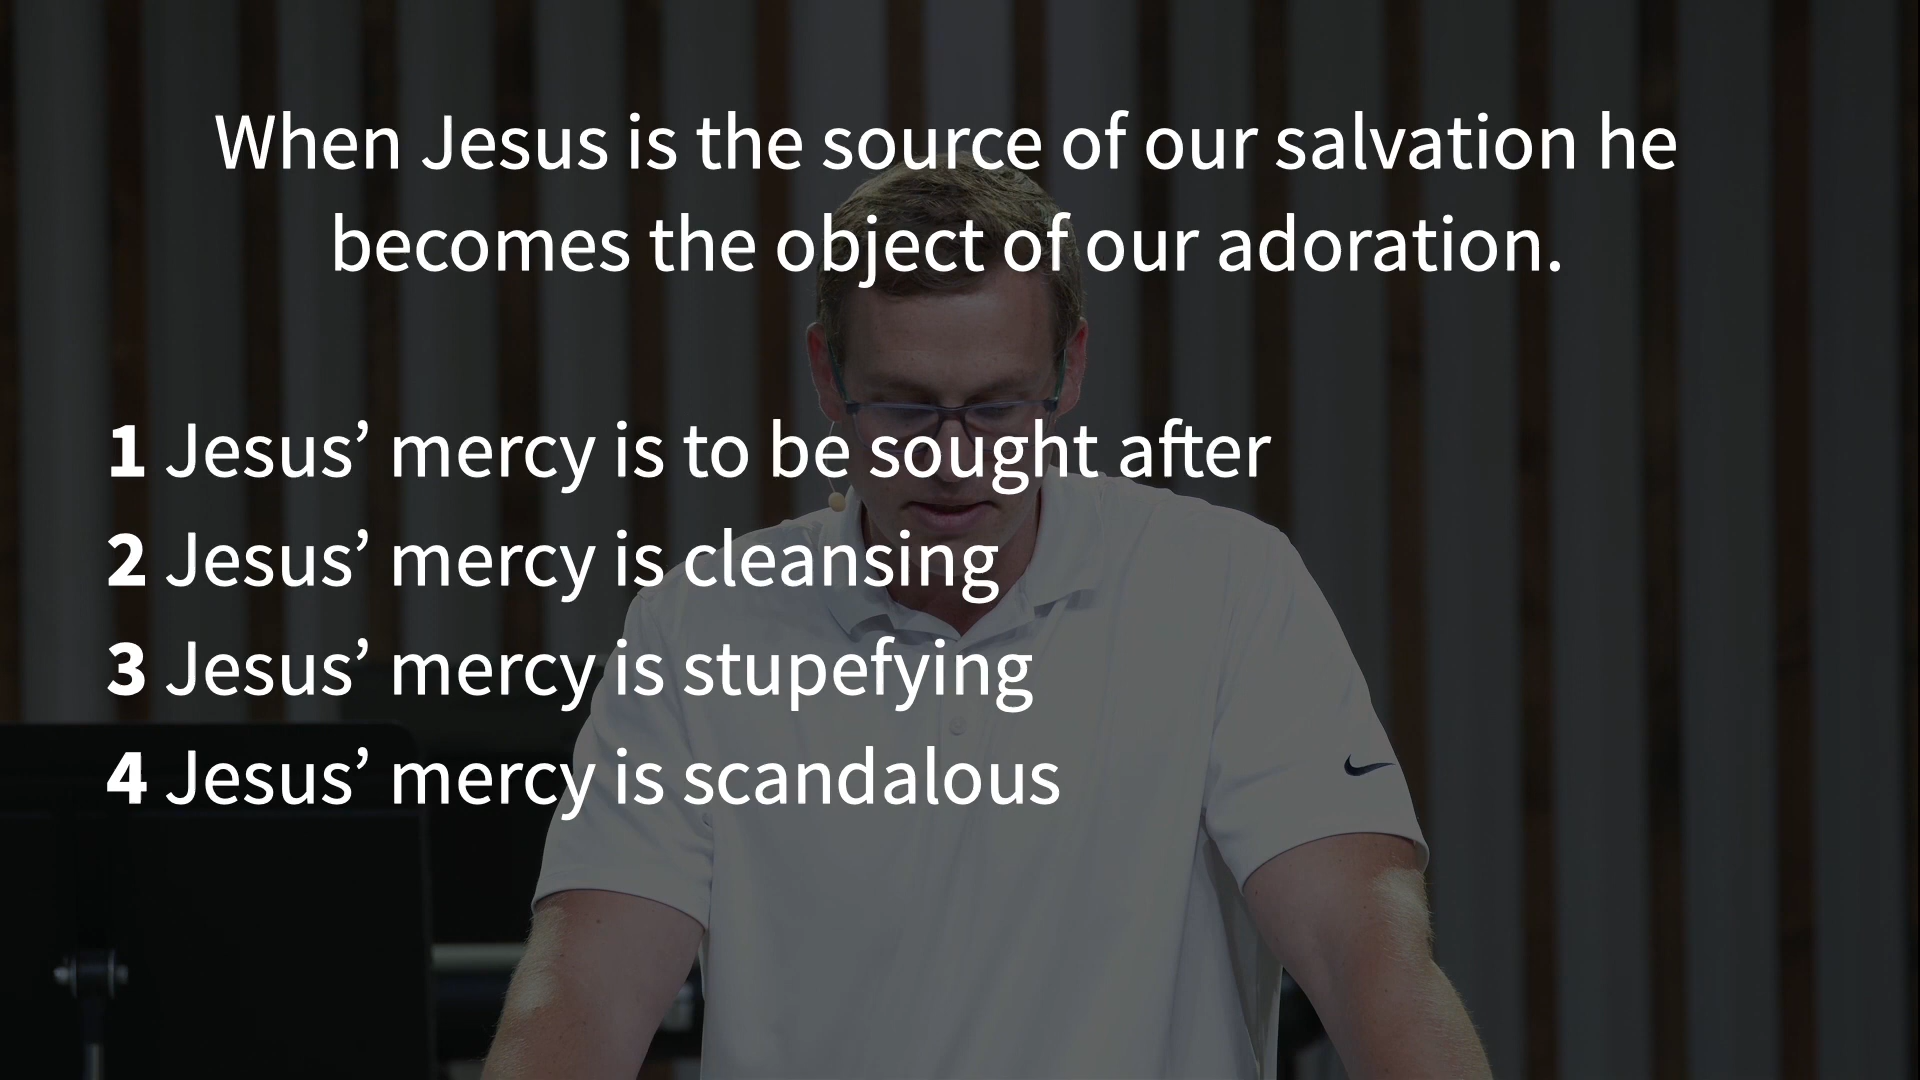 When Jesus is the source of our salvation he
becomes the object of our adoration.
1 Jesus’ mercy is to be sought after
2 Jesus’ mercy is cleansing
3 Jesus’ mercy is stupefying
4 Jesus’ mercy is scandalous